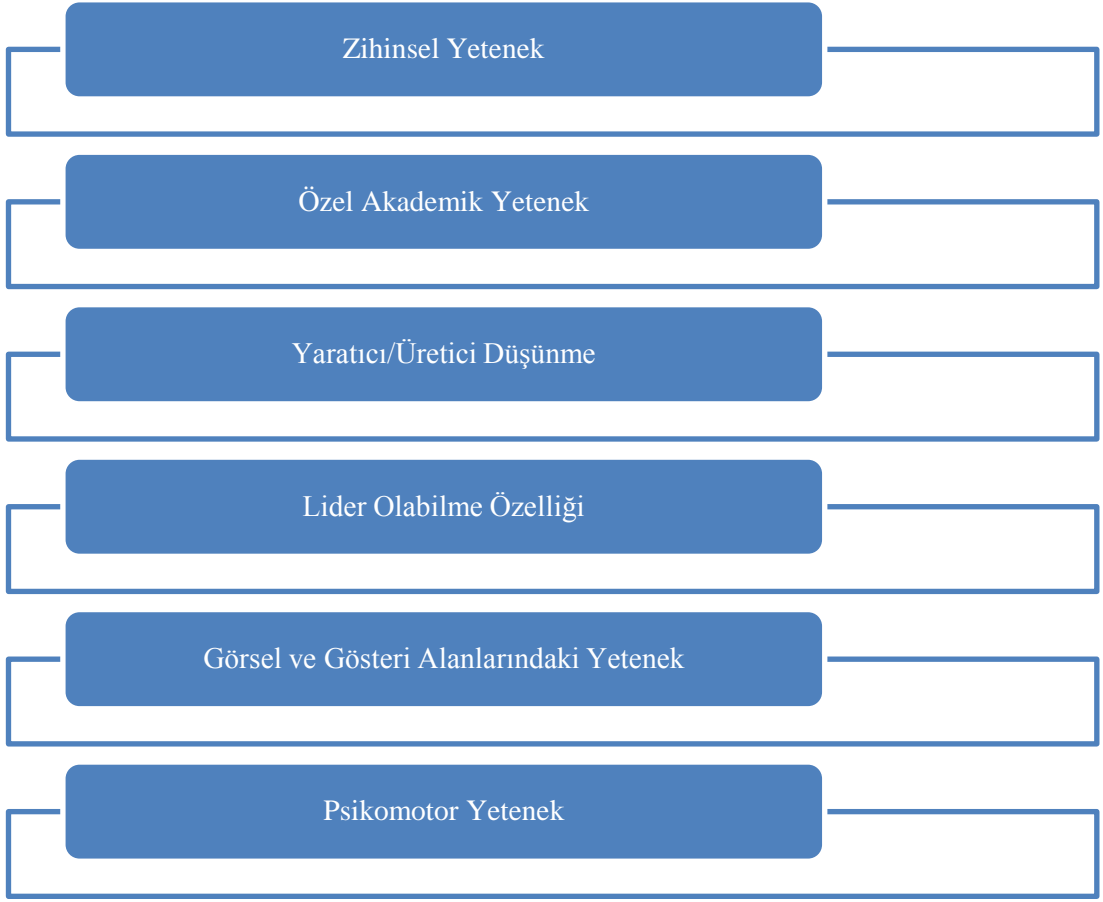 Zihinsel Yetenek
Özel Akademik Yetenek
Yaratıcı/Üretici Düşünme
Lider Olabilme Özelliği
Görsel ve Gösteri Alanlarındaki Yetenek
Psikomotor Yetenek